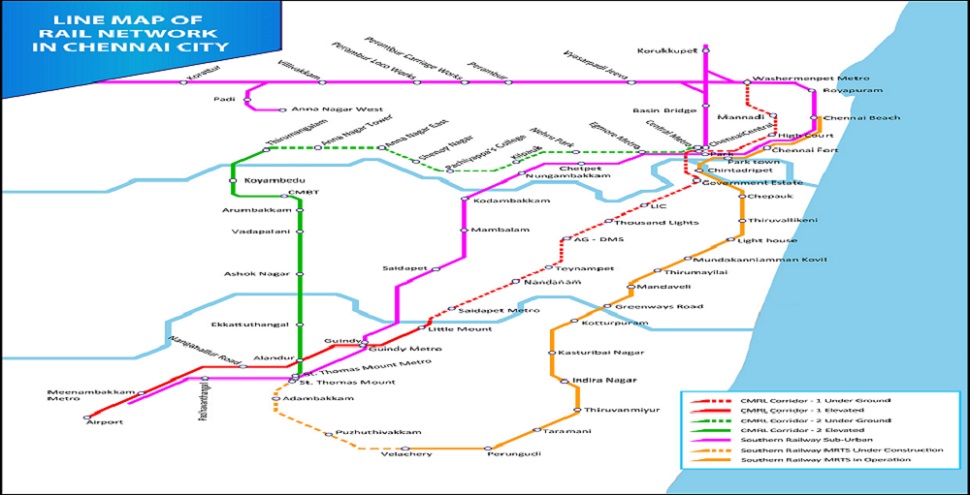 LINE MAP OF
RAIL NETWORK
IN CHENNAI CITY
Korattur
Villivakkam
Perambur Loco Works
Perambur Carriage Works
Perambur
Vyasarpadi Jeeva
Korukkupet
Washermenpet Metro
Royapuram
Padi
Anna Nagar West
Basin Bridge
Mannadi
Chennai Beach
Thirumangalam
Anna Nagar Tower
Anna Nagar East
Shenoy Nagar
Pachiyappa's College
Kilpauk
Nehru Park
Egmore Metro
Central Metro
Chennai Central
High Court
Chennai Fort
Park
Park town
Chintadripet
Chetpet
Nungambakkam
Government Estate
Koyambedu
CMBT
Arumbakkam
Kodambakkam
LIC
Chepauk
Thousand Lights
Thiruvallikeni
Vadapalani
Mambalam
AG - DMS
Light house
Saidapet
Teynampet
Mundakanniamman Kovil
Ashok Nagar
Nandanam
Thirumayilai
Mandaveli
Saidapet Metro
Greenways Road
Ekkattuthangal
Little Mount
Kotturpuram
Nanganallur Road
Guindy
Guindy Metro
Kasturibai Nagar
Alandur
St. Thomas Mount Metro
St. Thomas Mount
Indira Nagar
Meenambakkam
Metro
Pazhavanthangal
Adambakkam
Airport
Thiruvanmiyur
Puzhuthivakkam
Taramani
Velachery
Perungudi
CMRL Corridor - 1 Under Ground
CMRL Corridor - 1 Elevated
CMRL Corridor - 2 Under Ground
CMRL Corridor - 2 Elevated
Southern Railway Sub-Urban
Southern Railway MRTS Under Construction
Southern Railway MRTS in Operation